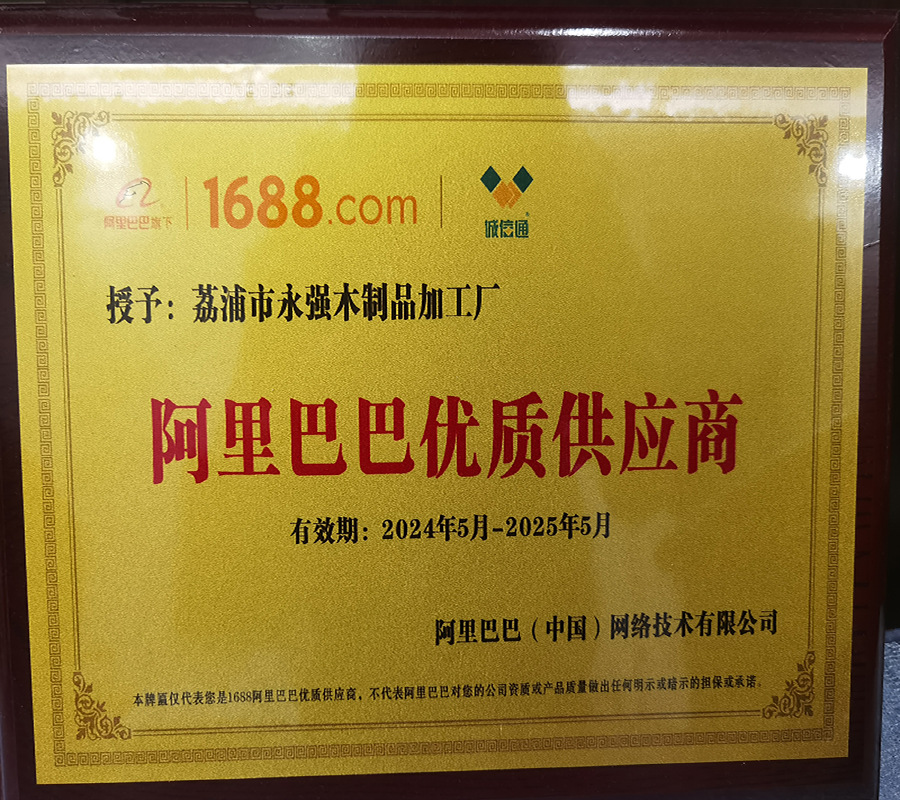 阿里巴巴旗下 1688.com 诚信通
授予：荔浦市永强木制品加工厂
阿里巴巴优质供应商
有效期：2024年5月-2025年5月
阿里巴巴（中国）网络技术有限公司
本牌匾仅代表您是1688阿里巴巴优质供应商，不代表阿里巴巴对您的公司资质或产品质量做出任何明示或暗示的担保或承诺。